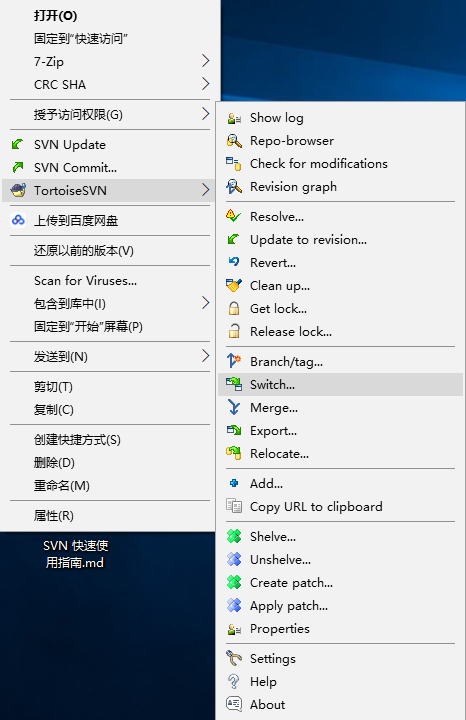 打开(O)
固定到“快速访问”
7-Zip
CRC SHA
授予访问权限(G)
SVN Update
SVN Commit...
TortoiseSVN
上传到百度网盘
还原以前的版本(V)
Scan for Viruses...
包含到库中(I)
固定到“开始”屏幕(P)
发送到(N)
剪切(T)
复制(C)
创建快捷方式(S)
删除(D)
重命名(M)
属性(R)
SVN 快速使
用指南.md
Show log
Repo-browser
Check for modifications
Revision graph
Resolve...
Update to revision...
Revert...
Clean up...
Get lock...
Release lock...
Branch/tag...
Switch...
Merge...
Export...
Relocate...
Add...
Copy URL to clipboard
Shelve...
Unshelve...
Create patch...
Apply patch...
Properties
Settings
Help
About